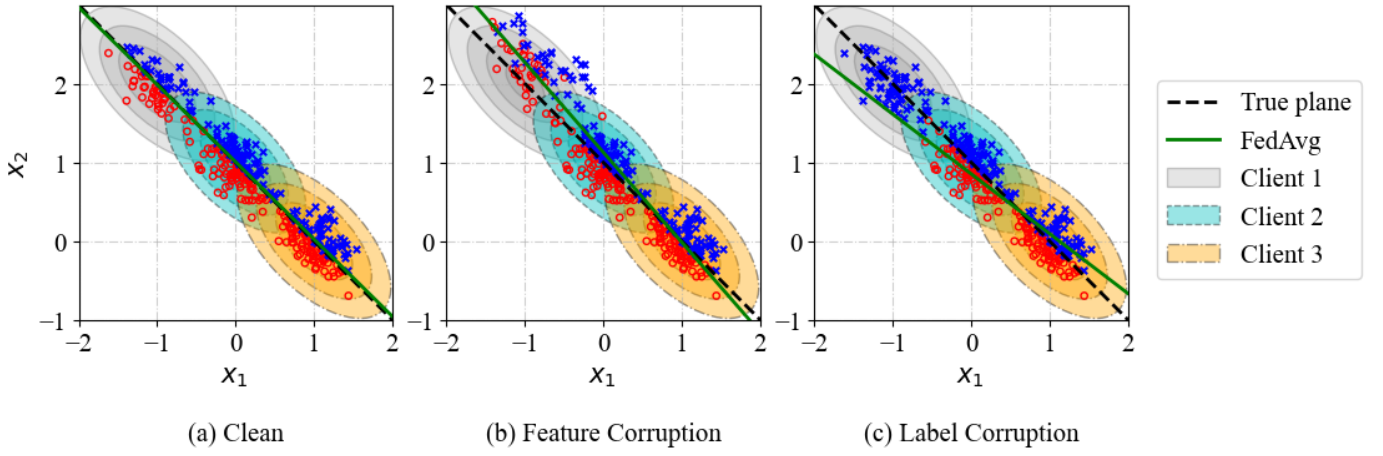 2
1
0
−1
x2
−2 −1 0 1 2
x1
(a) Clean
2
1
0
−1
−2 −1 0 1 2
x1
(b) Feature Corruption
2
1
0
−1
−2 −1 0 1 2
x1
(c) Label Corruption
True plane
FedAvg
Client 1
Client 2
Client 3